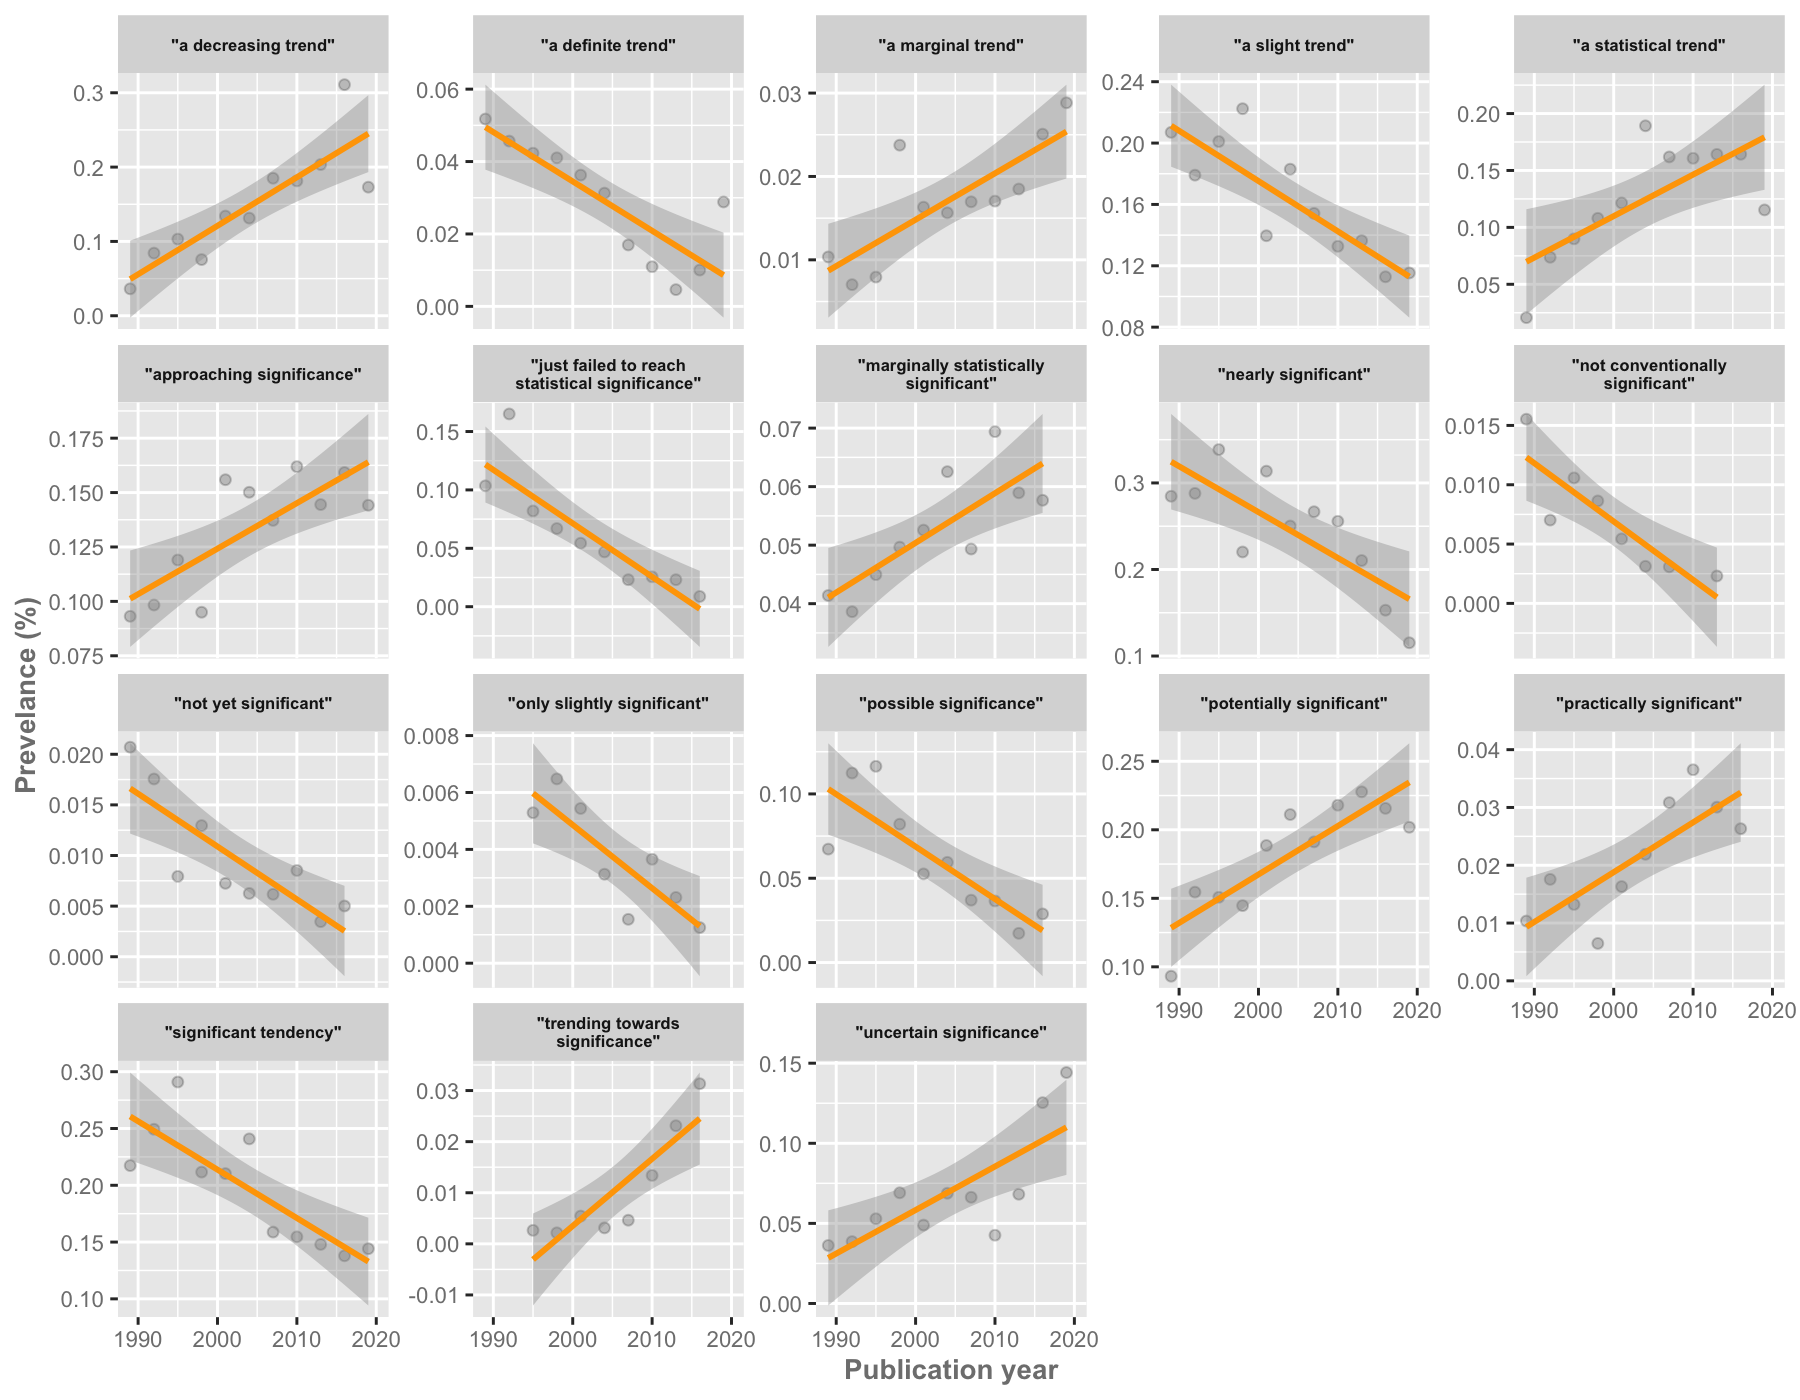 "a decreasing trend"
"a definite trend"
"a marginal trend"
"a slight trend"
"a statistical trend"
0.3
0.2
0.1
0.0
0.06
0.04
0.02
0.00
0.03
0.02
0.01
0.24
0.20
0.16
0.12
0.08
0.20
0.15
0.10
0.05
"approaching significance"
"just failed to reach
statistical significance"
"marginally statistically
significant"
"nearly significant"
"not conventionally
significant"
0.175
0.150
0.125
0.100
0.075
0.15
0.10
0.05
0.00
0.07
0.06
0.05
0.04
0.3
0.2
0.1
0.015
0.010
0.005
0.000
Prevelance (%)
"not yet significant"
"only slightly significant"
"possible significance"
"potentially significant"
"practically significant"
0.020
0.015
0.010
0.005
0.000
0.008
0.006
0.004
0.002
0.000
0.10
0.05
0.00
0.25
0.20
0.15
0.10
0.04
0.03
0.02
0.01
0.00
1990 2000 2010 2020
1990 2000 2010 2020
"significant tendency"
"trending towards
significance"
"uncertain significance"
0.30
0.25
0.20
0.15
0.10
0.03
0.02
0.01
0.00
-0.01
0.15
0.10
0.05
0.00
1990 2000 2010 2020
1990 2000 2010 2020
1990 2000 2010 2020
Publication year